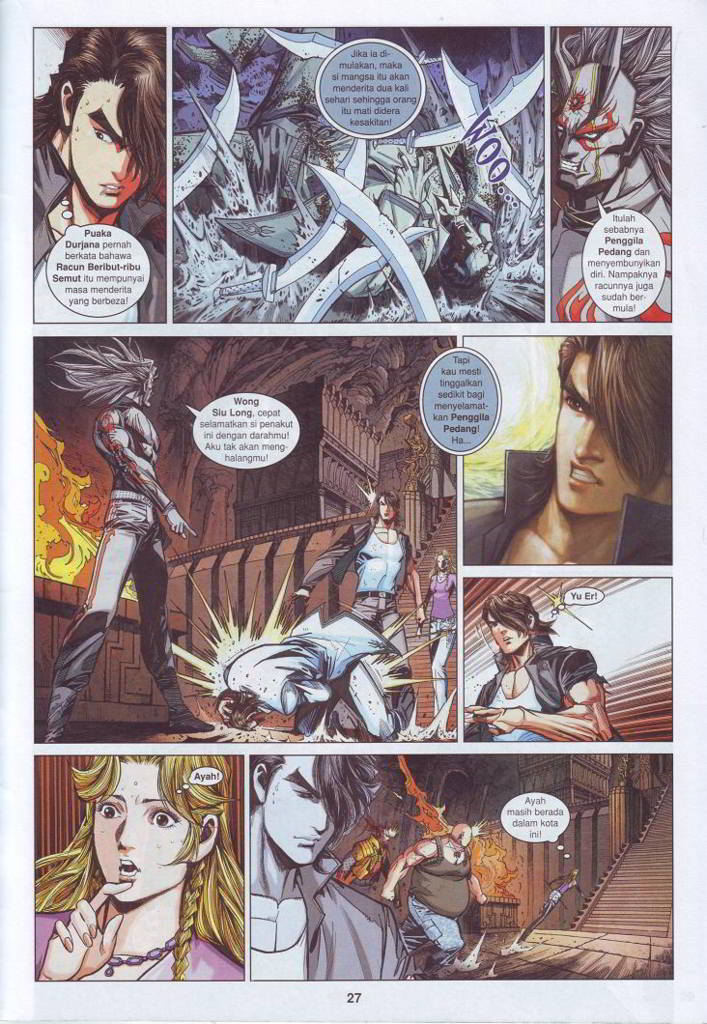 Puaka
Durjana pernah
berkata bahawa
Racun Beribut-ribu
Semut itu mempunyai
masa menderita
yang berbeza!
Jika ia di-
mulakan, maka
si mangsa itu akan
menderita dua kali
sehari sehingga orang
itu mati didera
kesakitan!
WOO...
Itulah
sebabnya
Penggila
Pedang dan
menyembunyikan
diri. Nampaknya
racunnya juga
sudah ber-
mula!
Wong
Siu Long, cepat
selamatkan si penakut
ini dengan darahmu!
Aku tak akan meng-
halangmu!
Tapi
kau mesti
tinggalkan
sedikit bagi
menyelamat-
kan Penggila
Pedang!
Ha...
Yu Er!
Ayah!
Ayah
masih berada
dalam kota
ini!
27